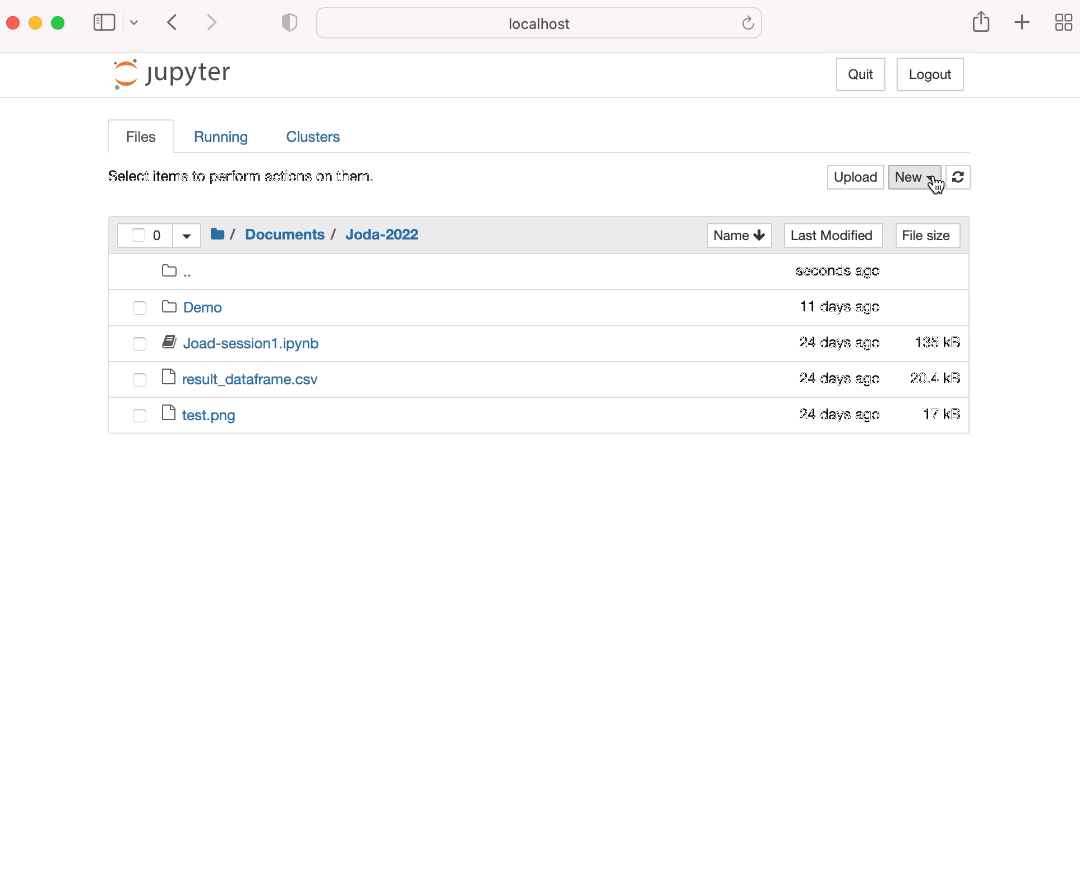 localhost
jupyter
Quit
Logout
Files
Running
Clusters
Select items to perform actions on them.
Upload
New
0
/ Documents / Joda-2022
Name
Last Modified
File size
..
seconds ago
Demo
11 days ago
Joad-session1.ipynb
24 days ago
135 kB
result_dataframe.csv
24 days ago
20.4 kB
test.png
24 days ago
17 kB